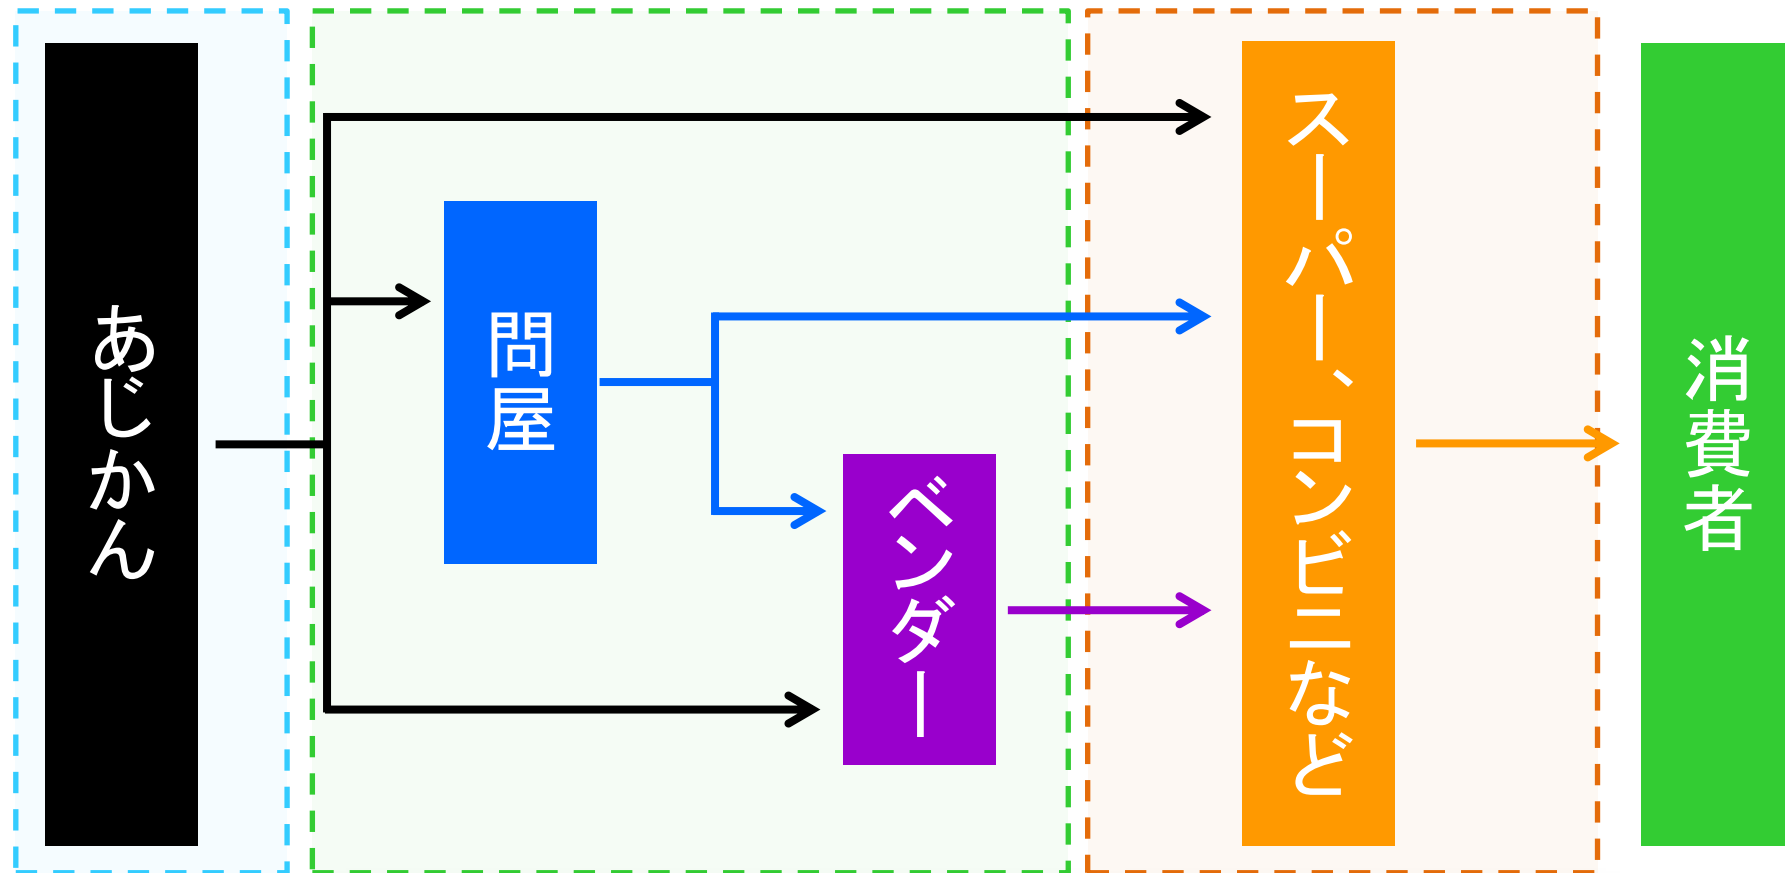 あじかん
問屋
ベンダー
スーパー、コンビニなど
消費者